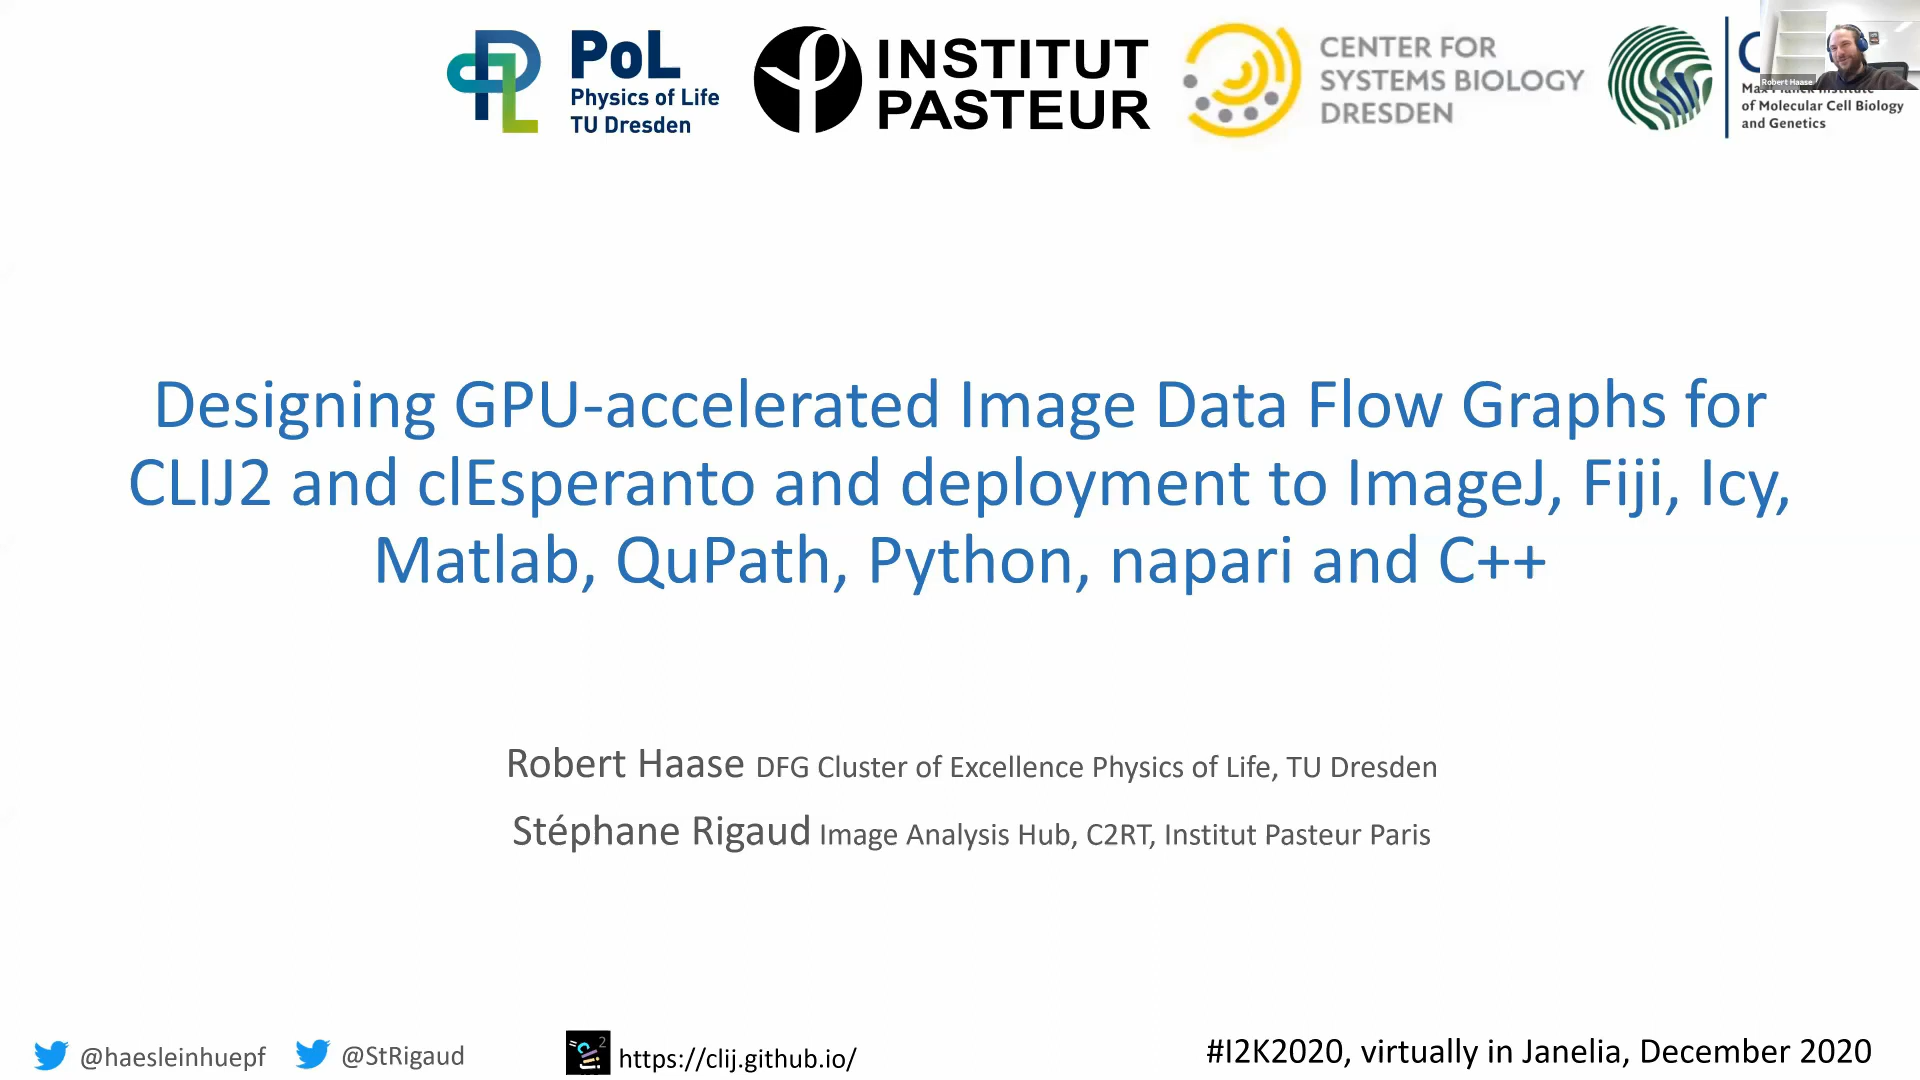 PoL
Physics of Life
TU Dresden
INSTITUT
PASTEUR
CENTER FOR
SYSTEMS BIOLOGY
DRESDEN
Robert Haase
of Molecular Cell Biology
and Genetics
Designing GPU-accelerated Image Data Flow Graphs for
CLIJ2 and clEsperanto and deployment to ImageJ, Fiji, Icy,
Matlab, QuPath, Python, napari and C++
Robert Haase DFG Cluster of Excellence Physics of Life, TU Dresden
Stéphane Rigaud Image Analysis Hub, C2RT, Institut Pasteur Paris
@haesleinhuepf
@StRigaud
https://clij.github.io/
#I2K2020, virtually in Janelia, December 2020